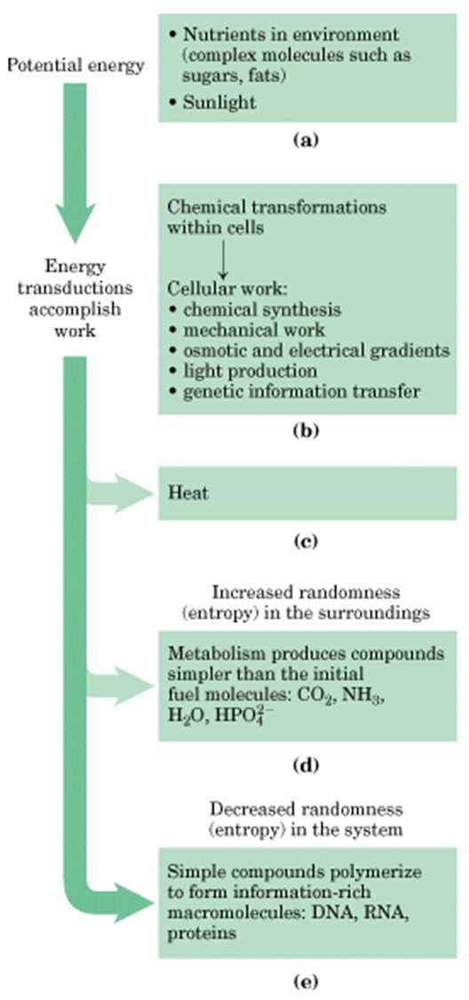 Potential energy
• Nutrients in environment
(complex molecules such as
sugars, fats)
• Sunlight
(a)
Energy
transductions
accomplish
work
Chemical transformations
within cells
Cellular work:
• chemical synthesis
• mechanical work
• osmotic and electrical gradients
• light production
• genetic information transfer
(b)
Heat
(c)
Increased randomness
(entropy) in the surroundings
Metabolism produces compounds
simpler than the initial
fuel molecules: CO₂, NH₃,
H₂O, HPO₄²⁻
(d)
Decreased randomness
(entropy) in the system
Simple compounds polymerize
to form information-rich
macromolecules: DNA, RNA,
proteins
(e)